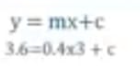 y = mx+c
3.6=0.4x3 + c